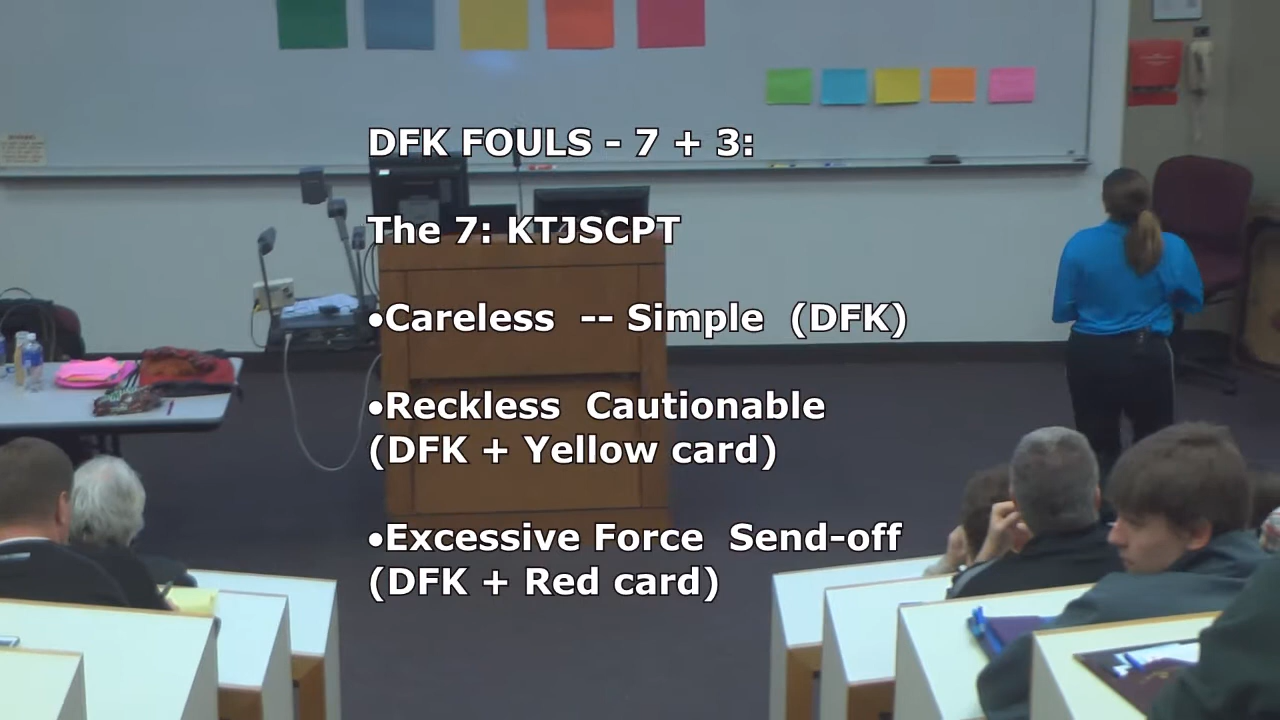 DFK FOULS - 7 + 3:
The 7: KTJSCPT
•Careless -- Simple (DFK)
•Reckless Cautionable
(DFK + Yellow card)
•Excessive Force Send-off
(DFK + Red card)